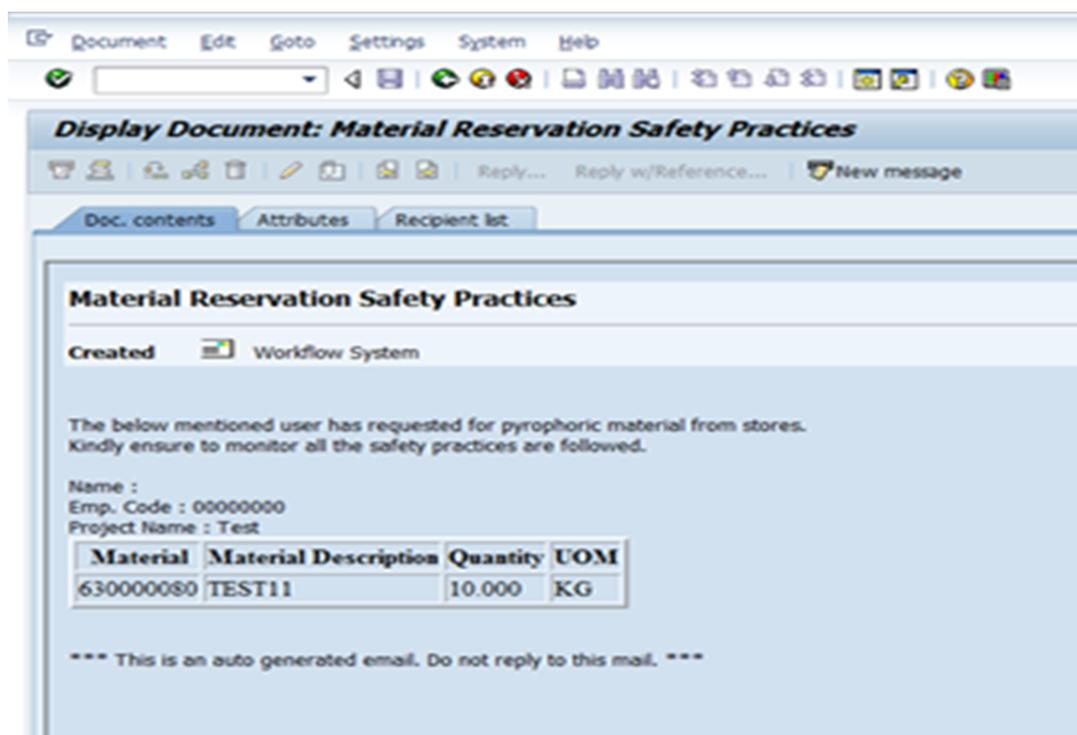 Document Edit Goto Settings System Help
Display Document: Material Reservation Safety Practices
Reply... Reply w/Reference... New message
Doc. contents Attributes Recipient list
Material Reservation Safety Practices
Created Workflow System
The below mentioned user has requested for pyrophoric material from stores.
Kindly ensure to monitor all the safety practices are followed.
Name :
Emp. Code : 00000000
Project Name : Test
Material Material Description Quantity UOM
630000080 TEST11 10.000 KG
*** This is an auto generated email. Do not reply to this mail. ***